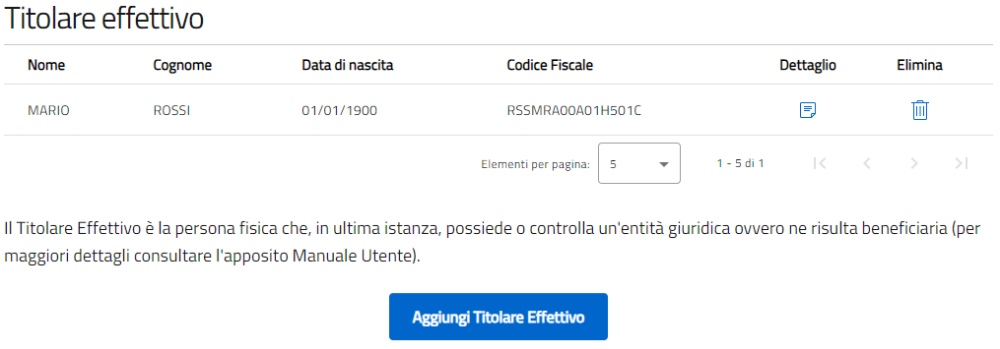 Titolare effettivo
Nome Cognome Data di nascita Codice Fiscale Dettaglio Elimina
MARIO ROSSI 01/01/1900 RSSMRA00A01H501C
Elementi per pagina: 5 1 - 5 di 1
Il Titolare Effettivo è la persona fisica che, in ultima istanza, possiede o controlla un'entità giuridica ovvero ne risulta beneficiaria (per
maggiori dettagli consultare l'apposito Manuale Utente).
Aggiungi Titolare Effettivo